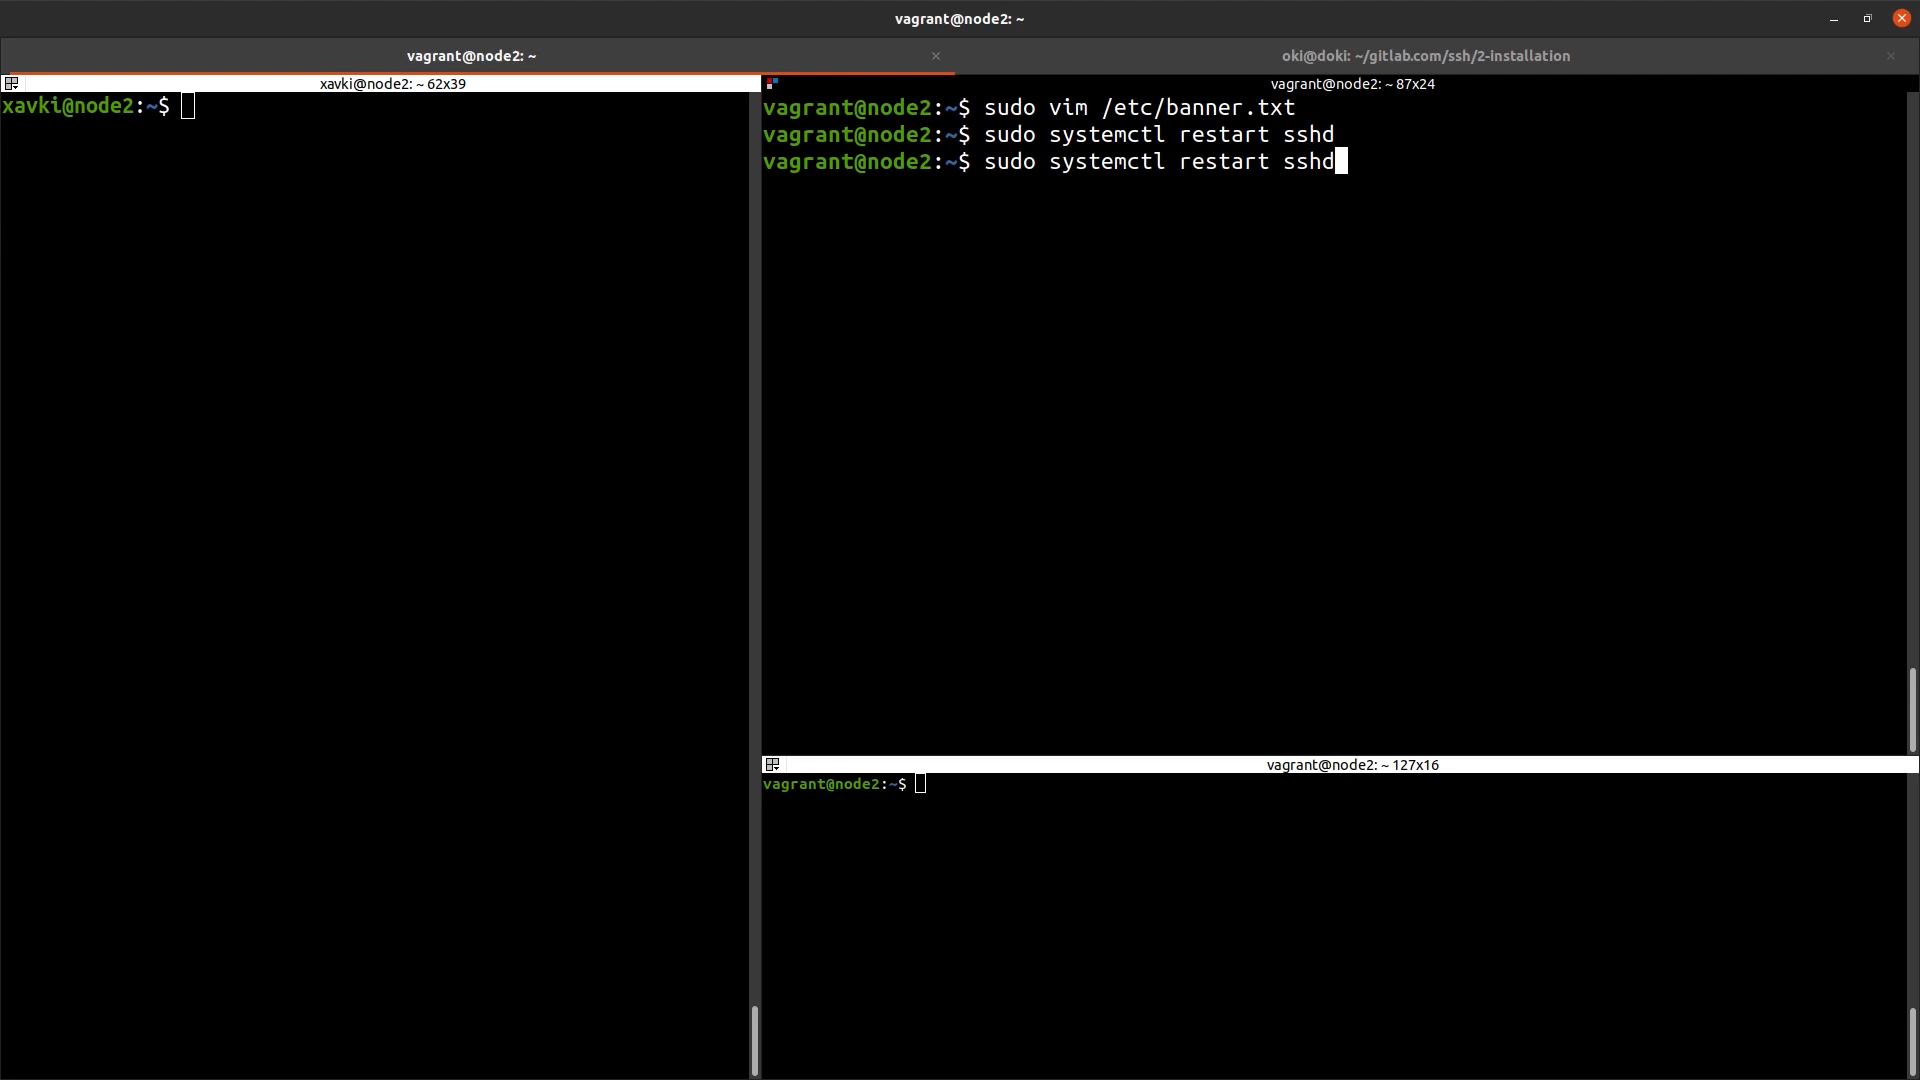 vagrant@node2: ~
vagrant@node2: ~
oki@doki: ~/gitlab.com/ssh/2-installation
xavki@node2: ~ 62x39
xavki@node2:~$
vagrant@node2: ~ 87x24
vagrant@node2:~$ sudo vim /etc/banner.txt
vagrant@node2:~$ sudo systemctl restart sshd
vagrant@node2:~$ sudo systemctl restart sshd
vagrant@node2: ~ 127x16
vagrant@node2:~$